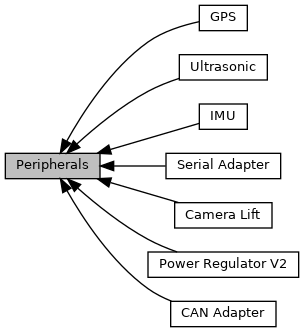 GPS
Ultrasonic
IMU
Peripherals
Serial Adapter
Camera Lift
Power Regulator V2
CAN Adapter